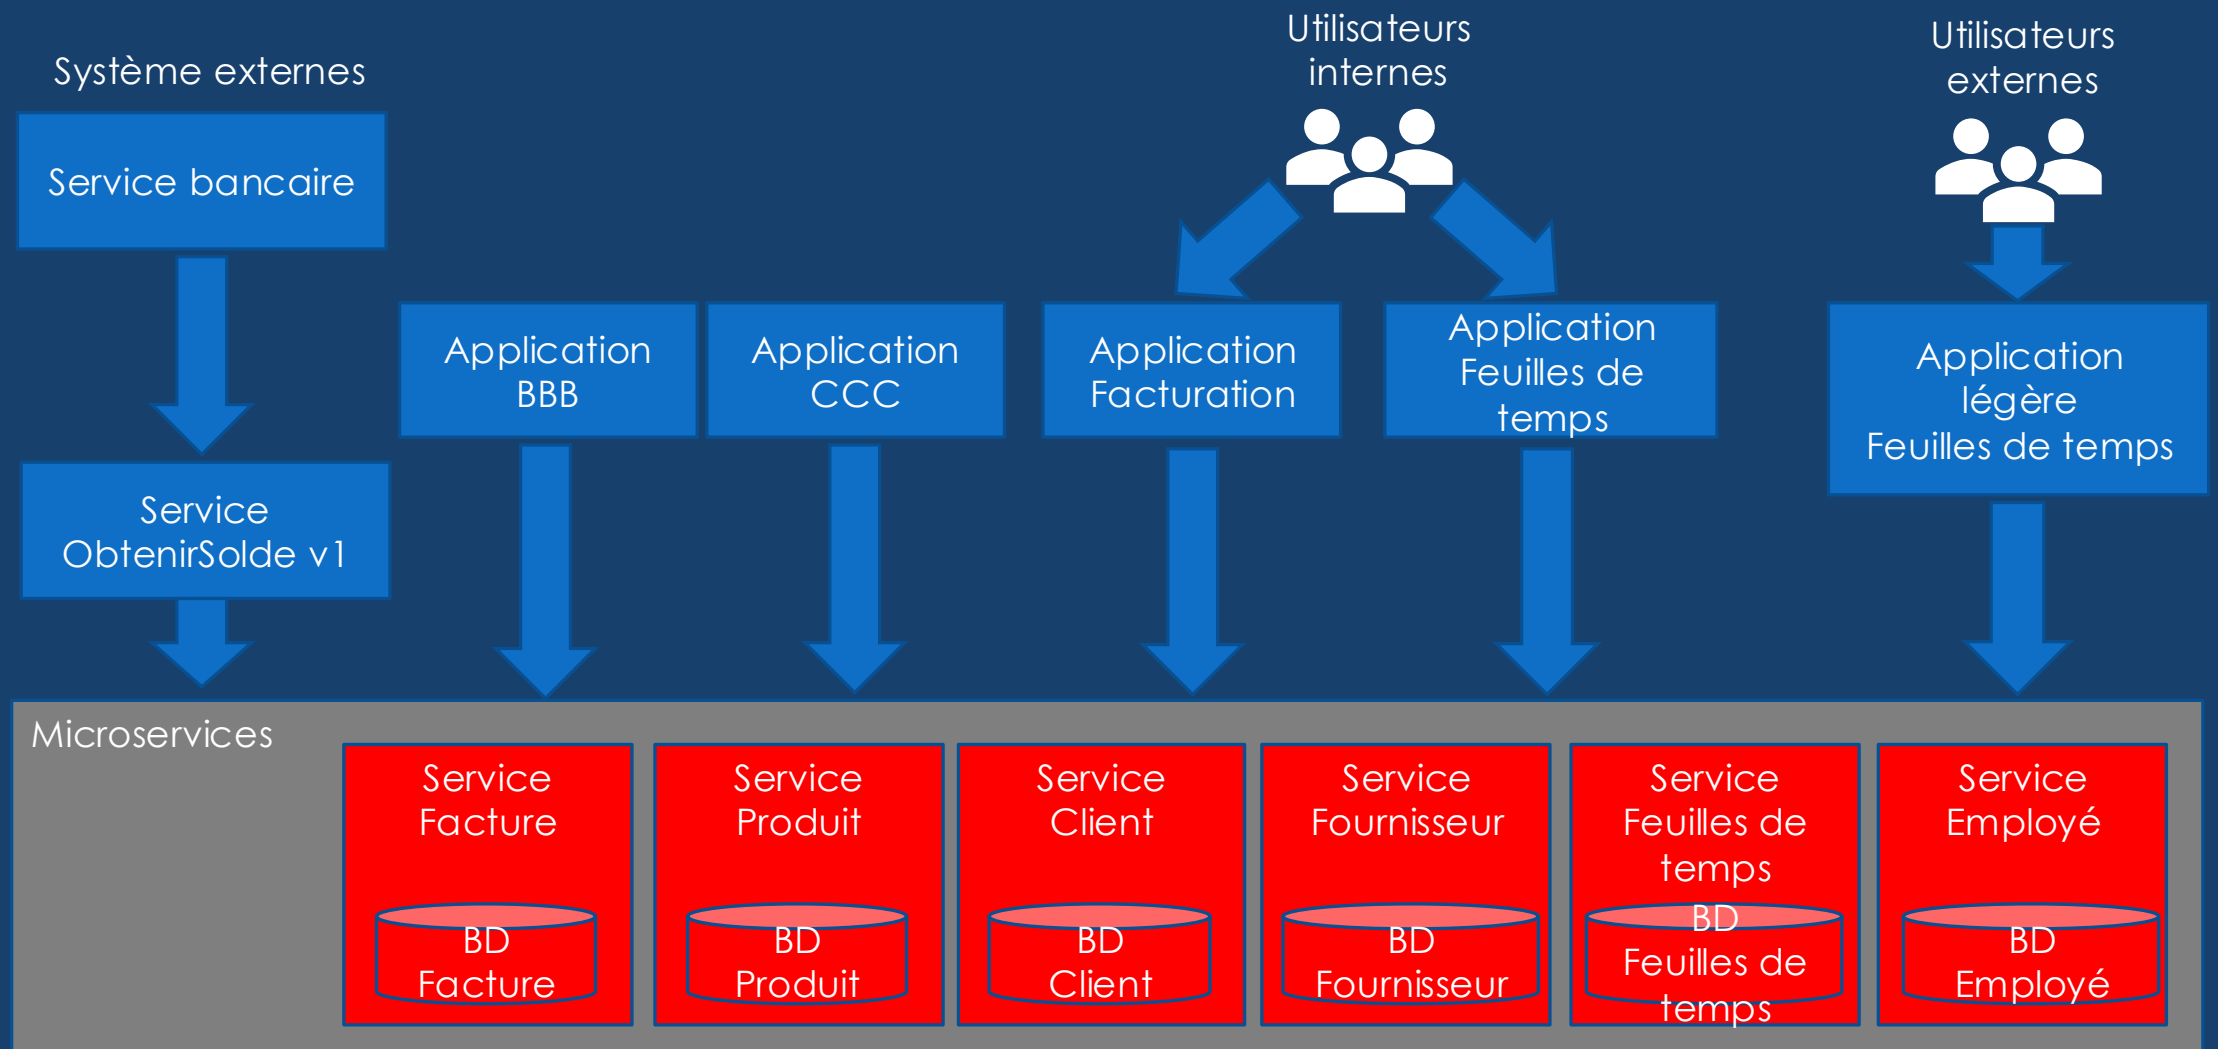 Système externes
Utilisateurs
internes
Utilisateurs
externes
Service bancaire
Application
BBB
Application
CCC
Application
Facturation
Application
Feuilles de
temps
Application
légère
Feuilles de temps
Service
ObtenirSolde v1
Microservices
Service
Facture
BD
Facture
Service
Produit
BD
Produit
Service
Client
BD
Client
Service
Fournisseur
BD
Fournisseur
Service
Feuilles de
temps
BD
Feuilles de
temps
Service
Employé
BD
Employé